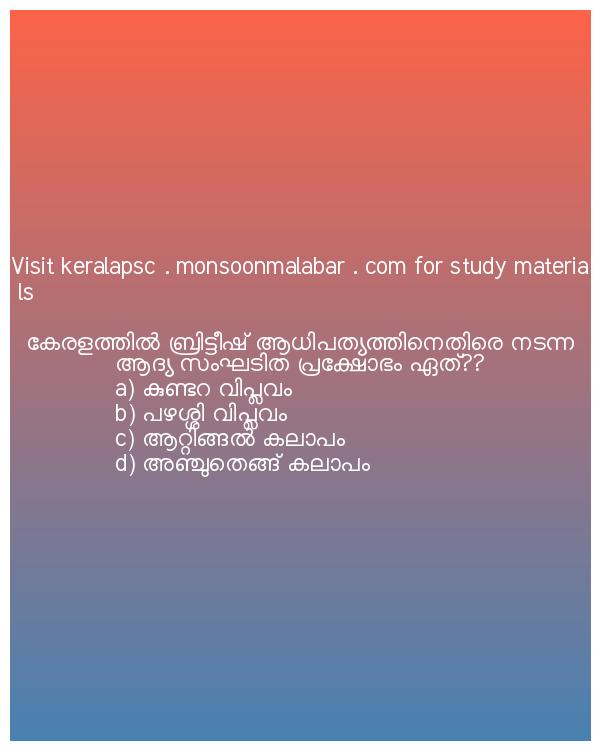 Visit keralapsc . monsoonmalabar . com for study materia
ls
കേരളത്തിൽ ബ്രിട്ടീഷ് ആധിപത്യത്തിനെതിരെ നടന്ന
ആദ്യ സംഘടിത പ്രക്ഷോഭം ഏത്??
a) കുണ്ടറ വിപ്ലവം
b) പഴശ്ശി വിപ്ലവം
c) ആറ്റിങ്ങൽ കലാപം
d) അഞ്ചുതെങ്ങ് കലാപം